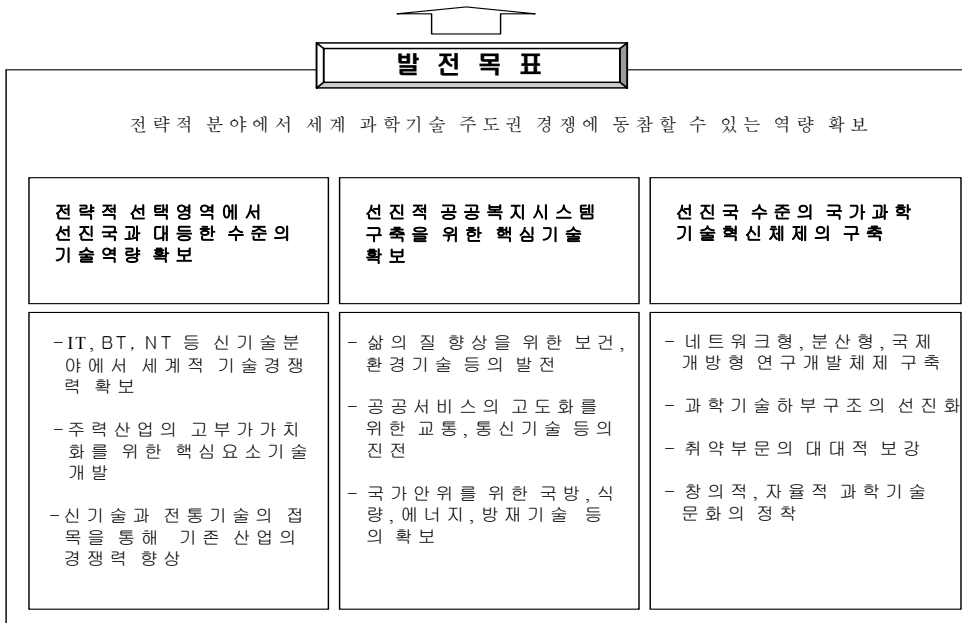 발전목표
전략적 분야에서 세계 과학기술 주도권 경쟁에 동참할 수 있는 역량 확보
전략적 선택영역에서
선진국과 대등한 수준의
기술역량 확보
-IT, BT, NT 등 신기술분
야에서 세계적 기술경쟁
력 확보
-주력산업의 고부가가치
화를 위한 핵심요소기술
개발
-신기술과 전통기술의 접
목을 통해 기존 산업의
경쟁력 향상
선진적 공공복지시스템
구축을 위한 핵심기술
확보
- 삶의 질 향상을 위한 보건,
환경기술 등의 발전
- 공공서비스의 고도화를
위한 교통, 통신기술 등의
진전
- 국가안위를 위한 국방, 식
량, 에너지, 방재기술 등
의 확보
선진국 수준의 국가과학
기술혁신체제의 구축
- 네트워크형, 분산형, 국제
개방형 연구개발체제 구축
- 과학기술하부구조의 선진화
- 취약부문의 대대적 보강
- 창의적, 자율적 과학기술
문화의 정착